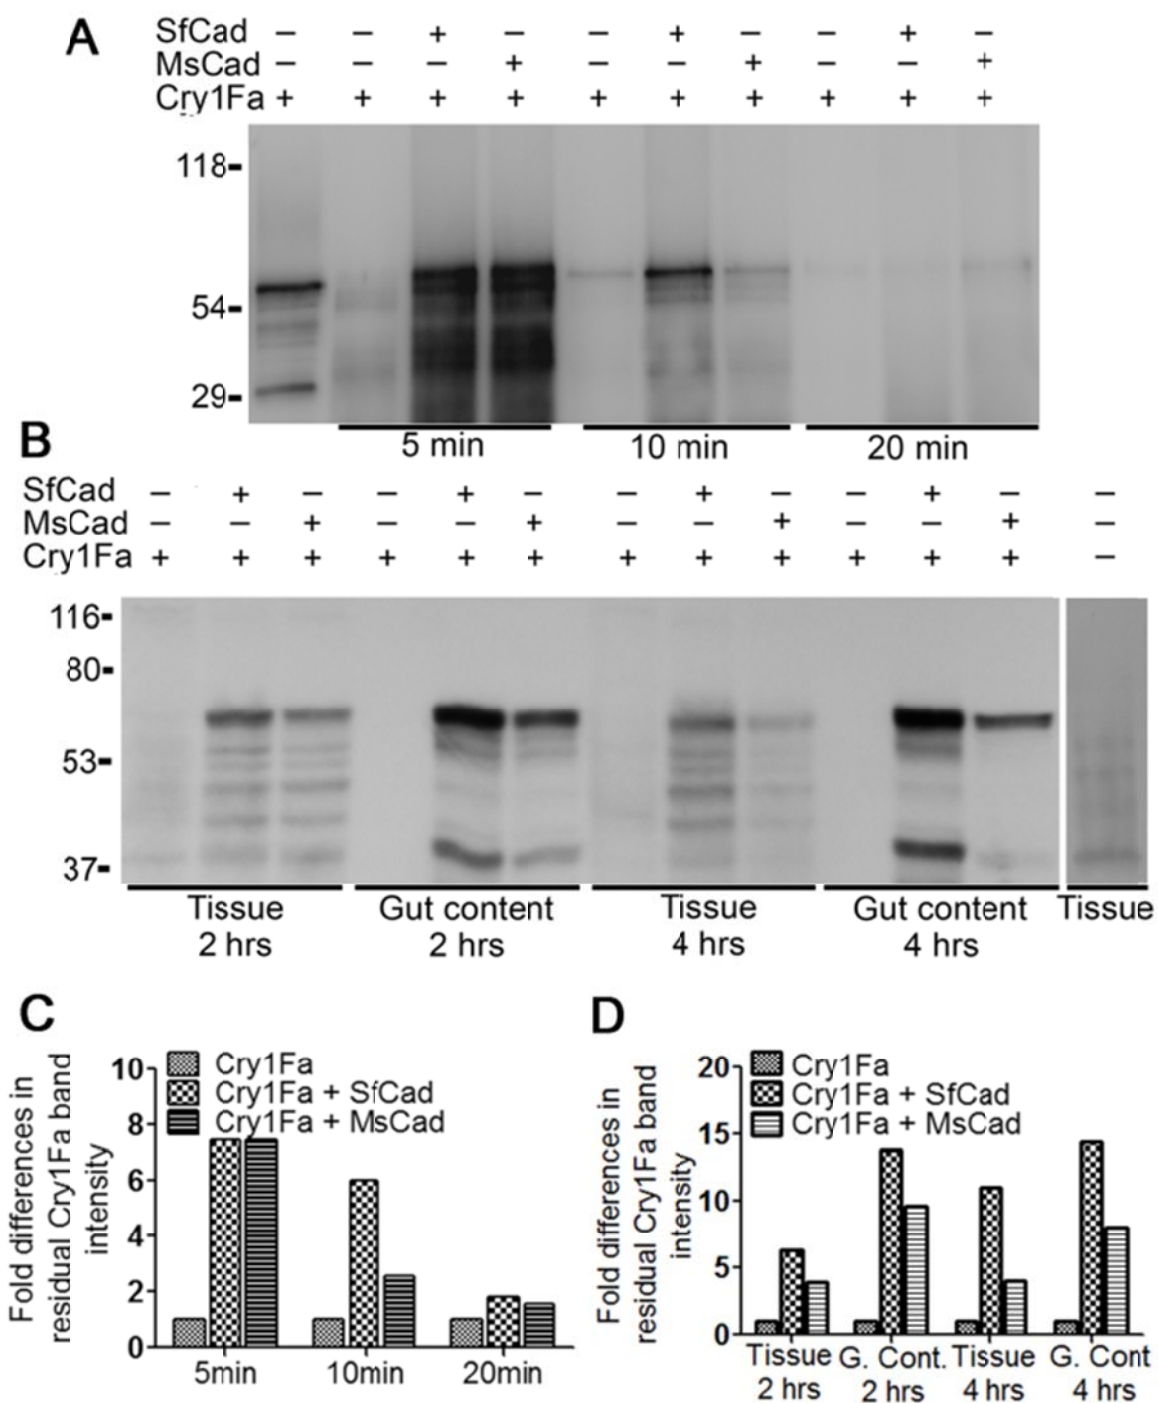 A
SfCad − − + − − + − − + −
MsCad − − − + − − + − − +
Cry1Fa + + + + + + + + + +
118-
54-
29-
5 min 10 min 20 min
B
SfCad − + − − + − − + − − + − −
MsCad − − + − − + − − + − − + −
Cry1Fa + + + + + + + + + + + + −
116-
80-
53-
37-
Tissue Gut content Tissue Gut content Tissue
2 hrs 2 hrs 4 hrs 4 hrs
C
Fold differences in
residual Cry1Fa band
intensity
10
8
6
4
2
0
Cry1Fa
Cry1Fa + SfCad
Cry1Fa + MsCad
5min 10min 20min
D
Fold differences in
residual Cry1Fa band
intensity
20
15
10
5
0
Cry1Fa
Cry1Fa + SfCad
Cry1Fa + MsCad
Tissue G. Cont. Tissue G. Cont
2 hrs 2 hrs 4 hrs 4 hrs